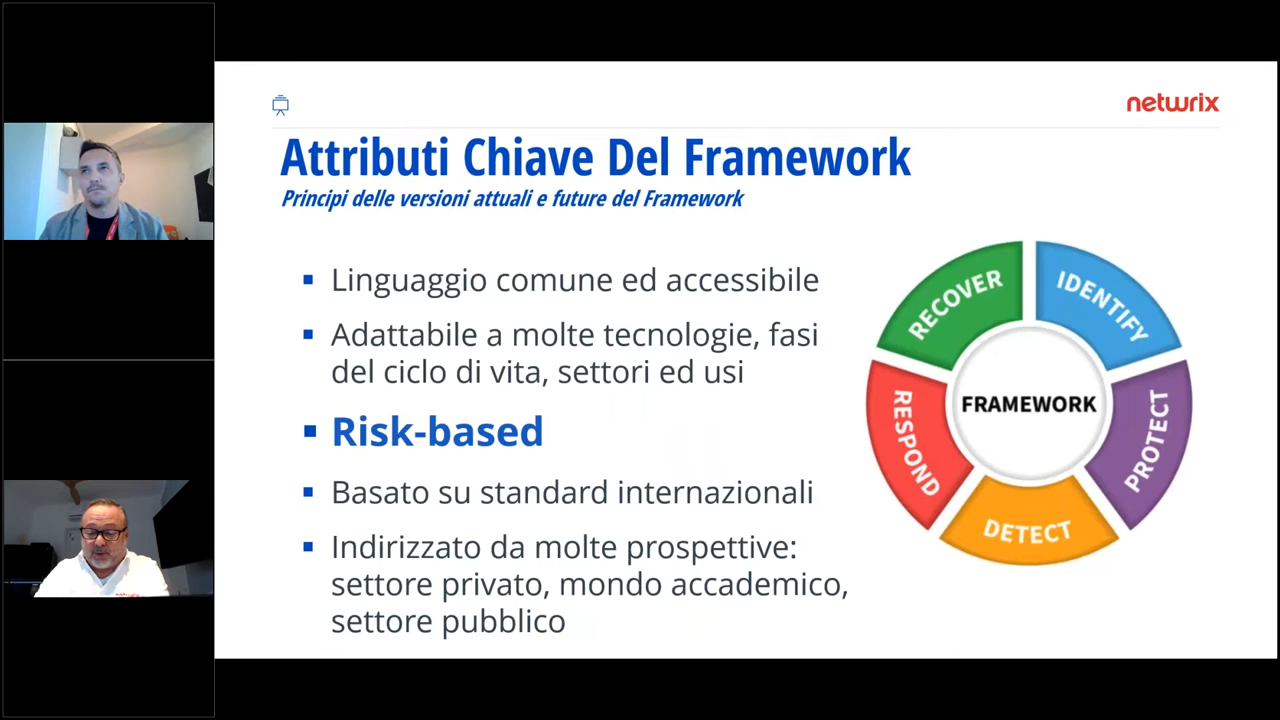 netwrix
Attributi Chiave Del Framework
Principi delle versioni attuali e future del Framework
Linguaggio comune ed accessibile
Adattabile a molte tecnologie, fasi
del ciclo di vita, settori ed usi
Risk-based
Basato su standard internazionali
Indirizzato da molte prospettive:
settore privato, mondo accademico,
settore pubblico
RECOVER
IDENTIFY
RESPOND
FRAMEWORK
PROTECT
DETECT